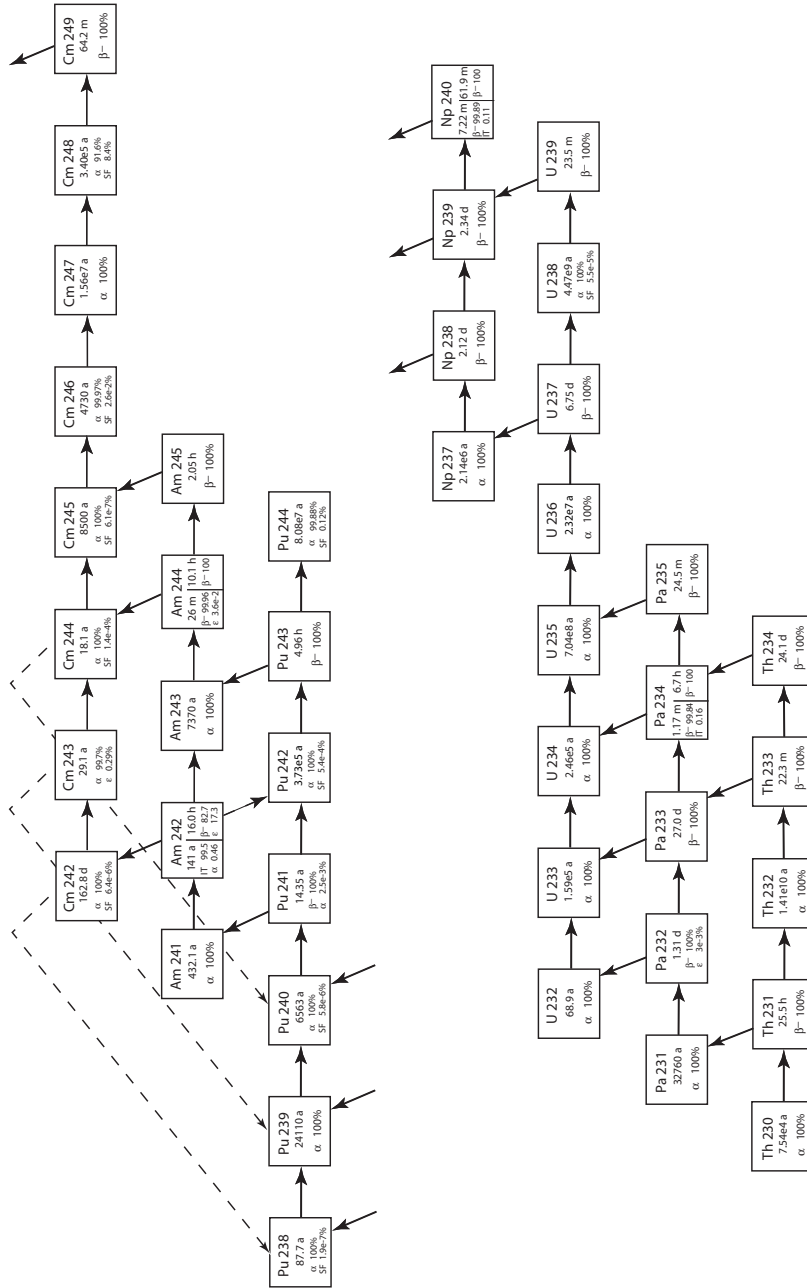 Cm 242
162.8 d
α 100%
SF 6.4e-6%
Cm 243
29.1 a
α 99.7%
ε 0.29%
Cm 244
18.1 a
α 100%
SF 1.4e-4%
Cm 245
8500 a
α 100%
SF 6.1e-7%
Cm 246
4730 a
α 99.97%
SF 2.6e-2%
Cm 247
1.56e7 a
α 100%
Cm 248
3.40e5 a
α 91.6%
SF 8.4%
Cm 249
64.2 m
β− 100%
Am 241
432.1 a
α 100%
Am 242
141 a 16.0 h
IT 99.5 β− 82.7
α 0.46 ε 17.3
Am 243
7370 a
α 100%
Am 244
26 m 10.1 h
β− 99.96 β− 100
ε 3.6e-2
Am 245
2.05 h
β− 100%
Pu 238
87.7 a
α 100%
SF 1.9e-7%
Pu 239
24110 a
α 100%
Pu 240
6563 a
α 100%
SF 5.8e-6%
Pu 241
14.35 a
β− 100%
α 2.5e-3%
Pu 242
3.73e5 a
α 100%
SF 5.4e-4%
Pu 243
4.96 h
β− 100%
Pu 244
8.08e7 a
α 99.88%
SF 0.12%
Np 237
2.14e6 a
α 100%
Np 238
2.12 d
β− 100%
Np 239
2.34 d
β− 100%
Np 240
7.22 m 61.9 m
β− 99.89 β− 100
IT 0.11
U 232
68.9 a
α 100%
U 233
1.59e5 a
α 100%
U 234
2.46e5 a
α 100%
U 235
7.04e8 a
α 100%
U 236
2.32e7 a
α 100%
U 237
6.75 d
β− 100%
U 238
4.47e9 a
α 100%
SF 5.5e-5%
U 239
23.5 m
β− 100%
Pa 231
32760 a
α 100%
Pa 232
1.31 d
β− 100%
ε 3e-3%
Pa 233
27.0 d
β− 100%
Pa 234
1.17 m 6.7 h
β− 99.84 β− 100
IT 0.16
Pa 235
24.5 m
β− 100%
Th 230
7.54e4 a
α 100%
Th 231
25.5 h
β− 100%
Th 232
1.41e10 a
α 100%
Th 233
22.3 m
β− 100%
Th 234
24.1 d
β− 100%